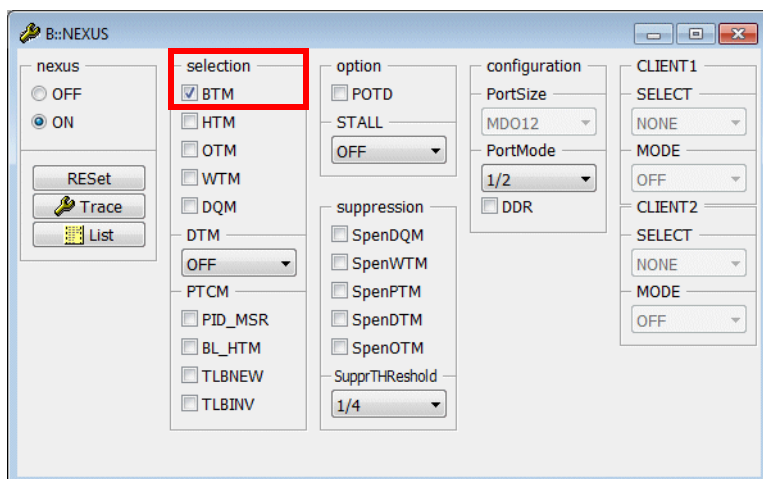 B::NEXUS
nexus
OFF
ON
RESet
Trace
List
selection
BTM
HTM
OTM
WTM
DQM
DTM
OFF
PTCM
PID_MSR
BL_HTM
TLBNEW
TLBINV
option
POTD
STALL
OFF
suppression
SpenDQM
SpenWTM
SpenPTM
SpenDTM
SpenOTM
SupprTHReshold
1/4
configuration
PortSize
MDO12
PortMode
1/2
DDR
CLIENT1
SELECT
NONE
MODE
OFF
CLIENT2
SELECT
NONE
MODE
OFF